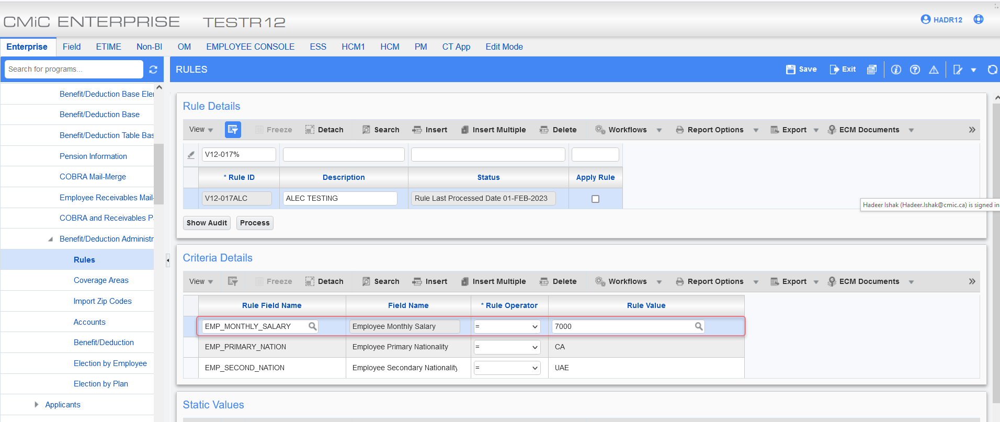 CMiC ENTERPRISE TESTR12
HADR12
Enterprise Field ETIME Non-BI OM EMPLOYEE CONSOLE ESS HCM1 HCM PM CT App Edit Mode
Search for programs...
RULES
Save Exit
Benefit/Deduction Base Ele
Benefit/Deduction Base
Benefit/Deduction Table Bas
Pension Information
COBRA Mail-Merge
Employee Receivables Mail-
COBRA and Receivables P
Benefit/Deduction Administr
Rules
Coverage Areas
Import Zip Codes
Accounts
Benefit/Deduction
Election by Employee
Election by Plan
Applicants
Rule Details
View Freeze Detach Search Insert Insert Multiple Delete Workflows Report Options Export ECM Documents
V12-017%
* Rule ID Description Status Apply Rule
V12-017ALC ALEC TESTING Rule Last Processed Date 01-FEB-2023
Hadeer Ishak (Hadeer.Ishak@cmic.ca) is signed in
Show Audit Process
Criteria Details
View Freeze Detach Search Insert Insert Multiple Delete Workflows Report Options Export ECM Documents
Rule Field Name Field Name * Rule Operator Rule Value
EMP_MONTHLY_SALARY Employee Monthly Salary = 7000
EMP_PRIMARY_NATION Employee Primary Nationality = CA
EMP_SECOND_NATION Employee Secondary Nationality = UAE
Static Values